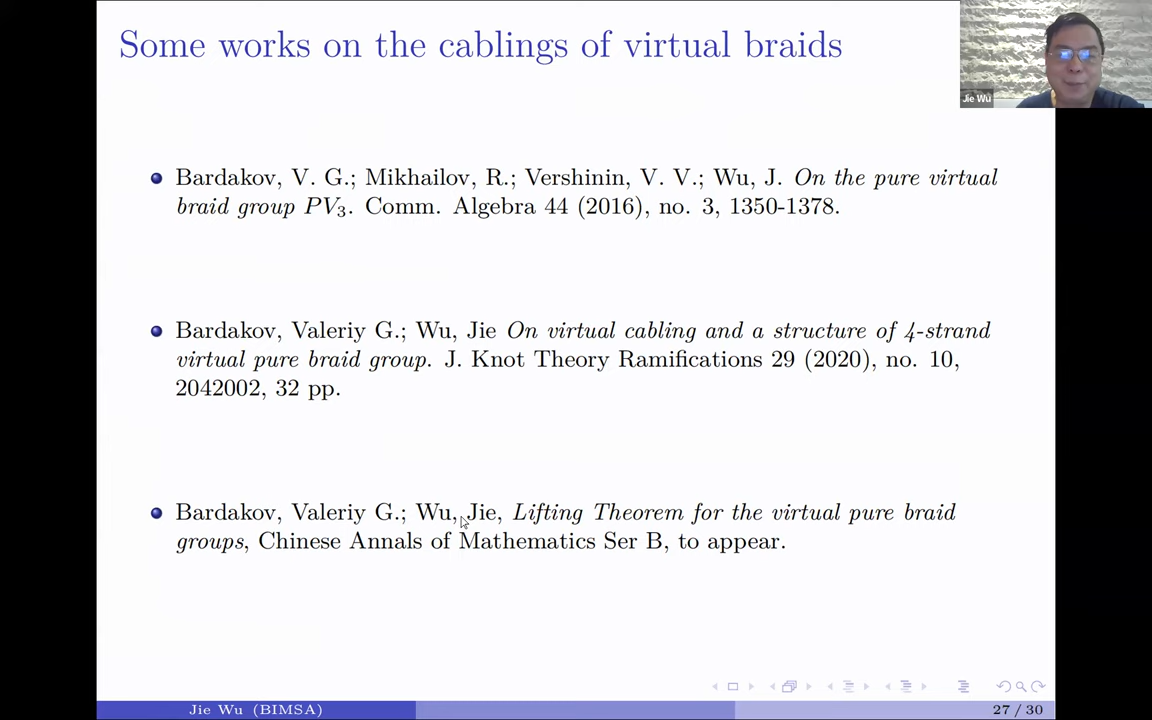 Some works on the cablings of virtual braids
Jie Wu
Bardakov, V. G.; Mikhailov, R.; Vershinin, V. V.; Wu, J. On the pure virtual
braid group PV₃. Comm. Algebra 44 (2016), no. 3, 1350-1378.
Bardakov, Valeriy G.; Wu, Jie On virtual cabling and a structure of 4-strand
virtual pure braid group. J. Knot Theory Ramifications 29 (2020), no. 10,
2042002, 32 pp.
Bardakov, Valeriy G.; Wu, Jie, Lifting Theorem for the virtual pure braid
groups, Chinese Annals of Mathematics Ser B, to appear.
Jie Wu (BIMSA)
27 / 30